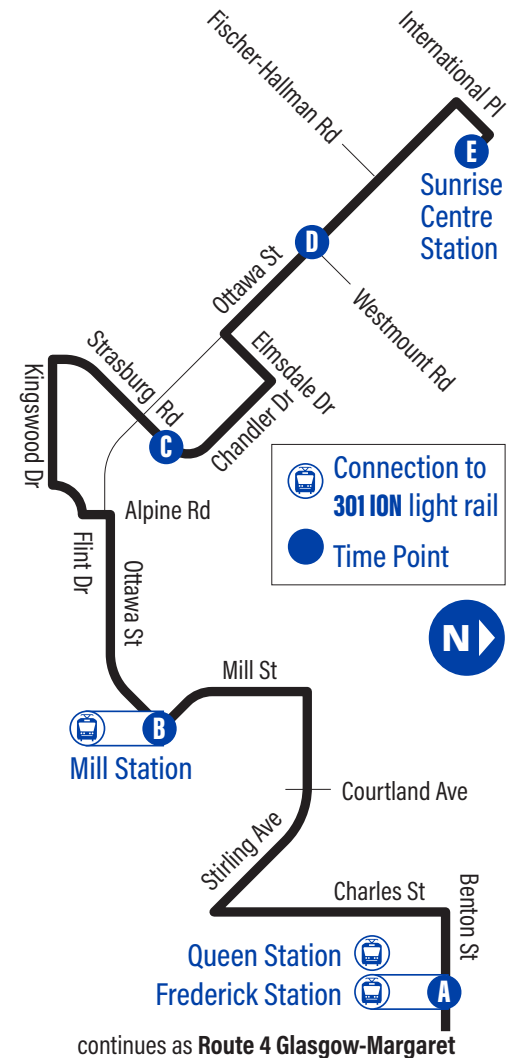 International Pl
Fischer-Hallman Rd
E
Sunrise
Centre
Station
D
Ottawa St
Westmount Rd
Elmsdale Dr
Strasburg Rd
Kingswood Dr
Chandler Dr
C
Connection to
301 ION light rail
Time Point
Alpine Rd
Flint Dr
Ottawa St
N
Mill St
B
Mill Station
Courtland Ave
Stirling Ave
Charles St
Benton St
Queen Station
Frederick Station
A
continues as Route 4 Glasgow-Margaret